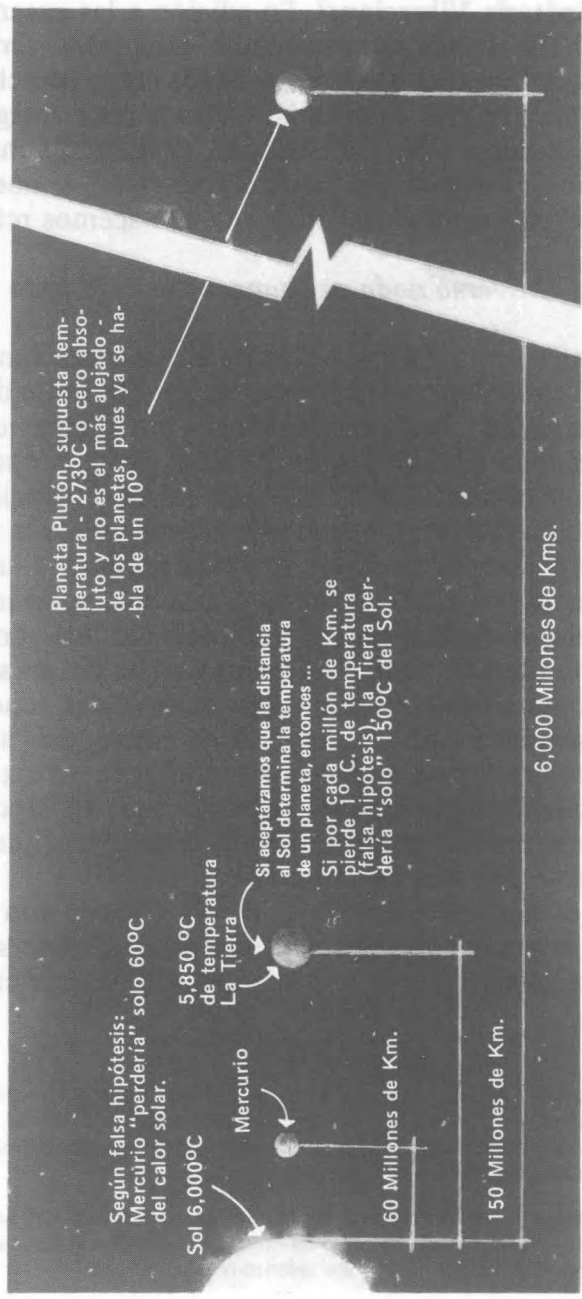 Según falsa hipótesis:
Mercúrio “perdería” solo 60ºC
del calor solar.
Sol 6,000ºC
Mercurio
5,850 ºC
de temperatura
La Tierra
Si aceptáramos que la distancia
al Sol determina la temperatura
de un planeta, entonces ...
Si por cada millón de Km. se
pierde 1º C. de temperatura
(falsa hipótesis), la Tierra per-
dería “solo” 150ºC del Sol.
Planeta Plutón, supuesta tem-
peratura - 273ºC o cero abso-
luto y no es el más alejado -
de los planetas, pues ya se ha-
bla de un 10º
60 Millones de Km.
150 Millones de Km.
6,000 Millones de Kms.